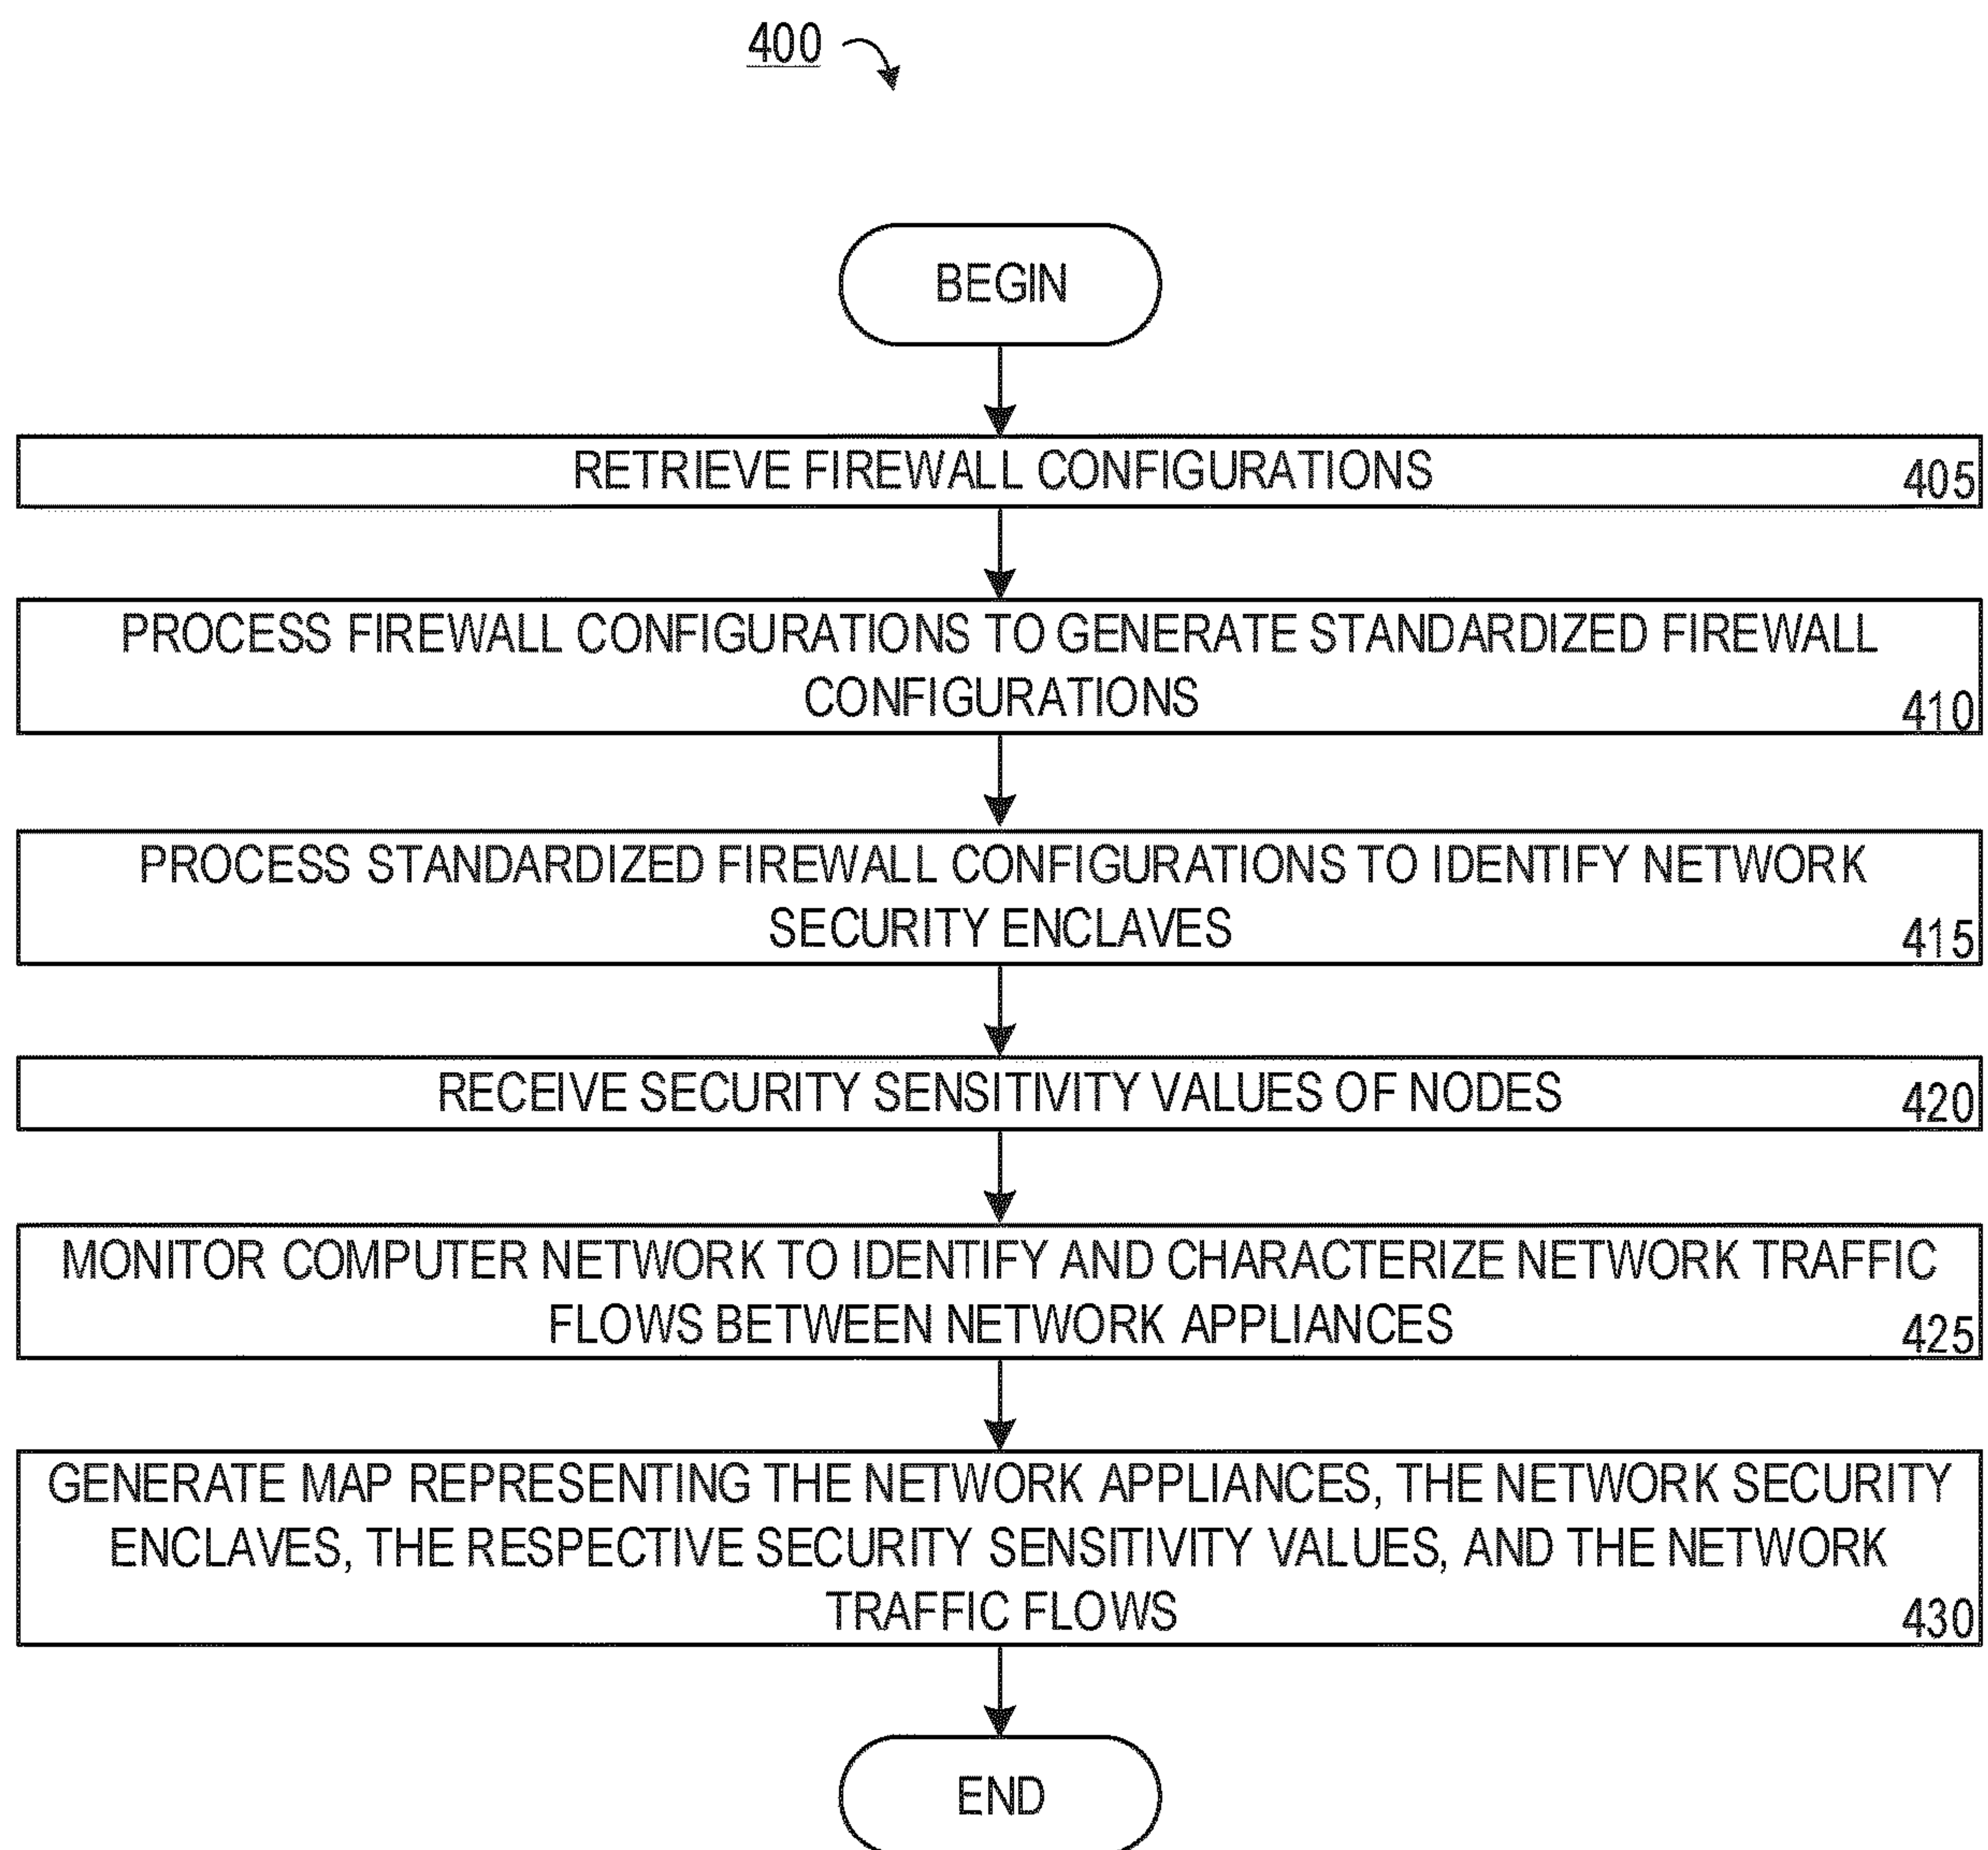 400
BEGIN
RETRIEVE FIREWALL CONFIGURATIONS
405
PROCESS FIREWALL CONFIGURATIONS TO GENERATE STANDARDIZED FIREWALL
CONFIGURATIONS
410
PROCESS STANDARDIZED FIREWALL CONFIGURATIONS TO IDENTIFY NETWORK
SECURITY ENCLAVES
415
RECEIVE SECURITY SENSITIVITY VALUES OF NODES
420
MONITOR COMPUTER NETWORK TO IDENTIFY AND CHARACTERIZE NETWORK TRAFFIC
FLOWS BETWEEN NETWORK APPLIANCES
425
GENERATE MAP REPRESENTING THE NETWORK APPLIANCES, THE NETWORK SECURITY
ENCLAVES, THE RESPECTIVE SECURITY SENSITIVITY VALUES, AND THE NETWORK
TRAFFIC FLOWS
430
END